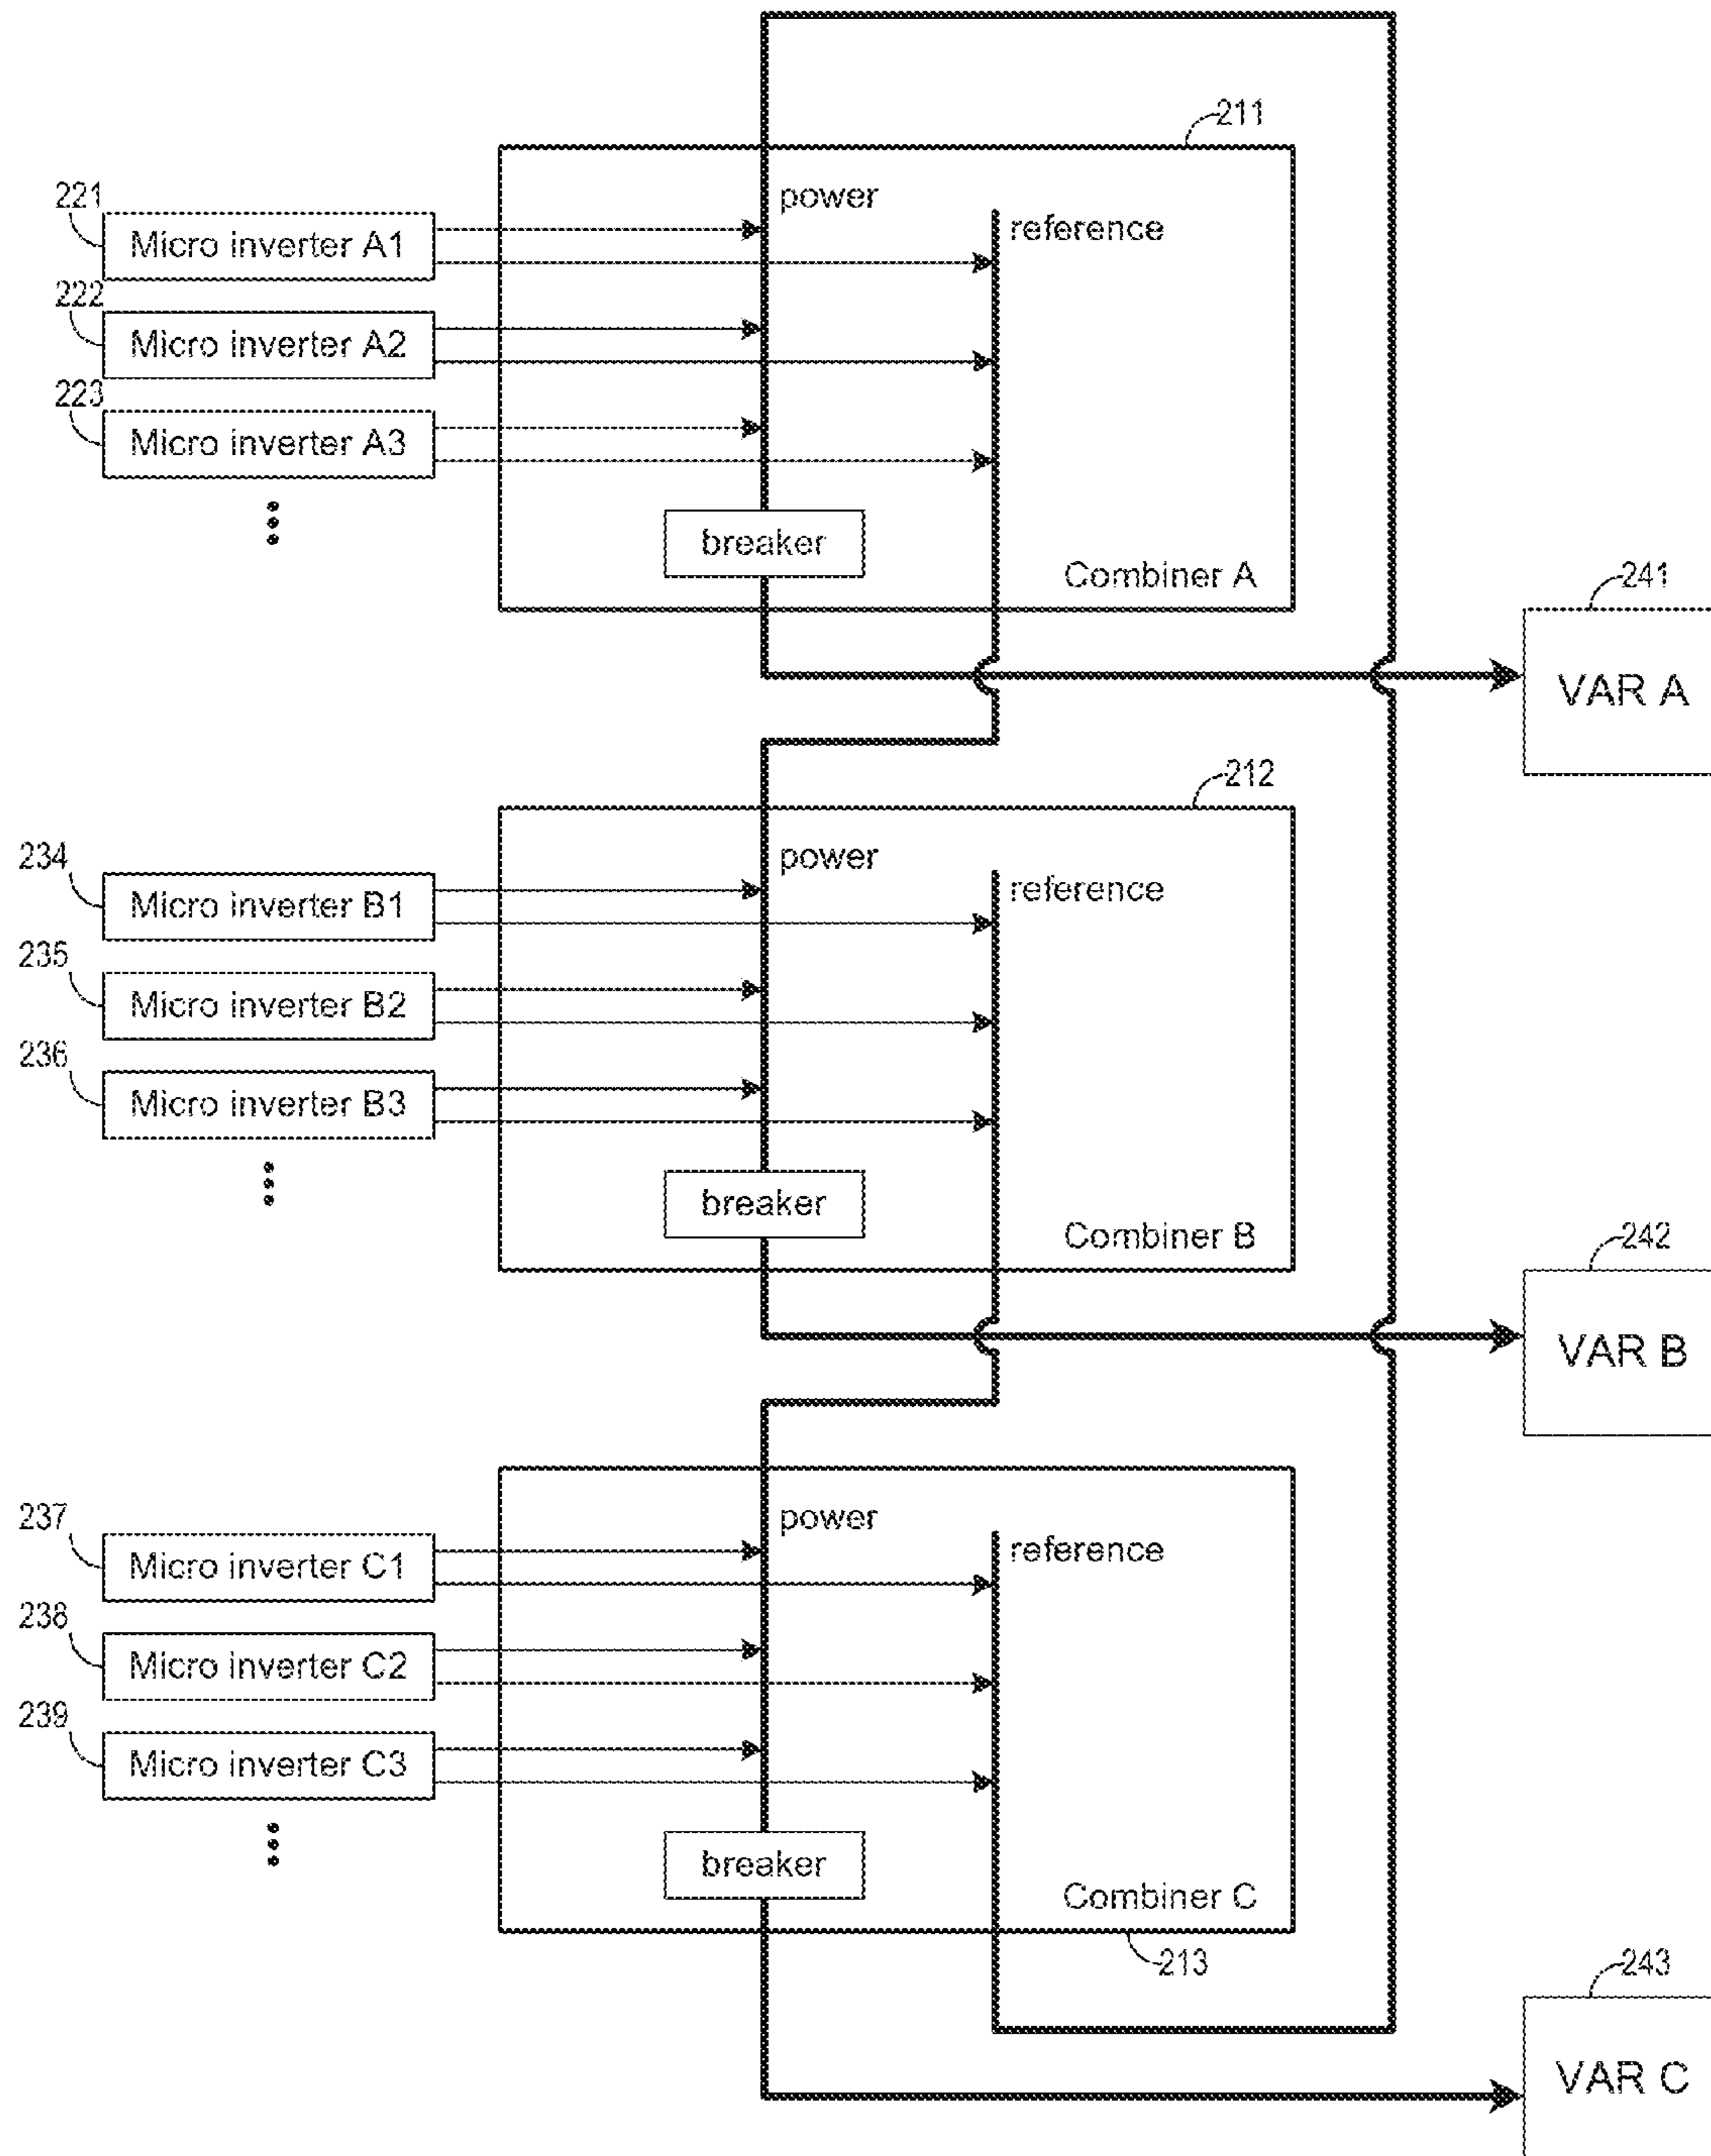 211
power
221
Micro inverter A1
reference
222
Micro inverter A2
223
Micro inverter A3
breaker
Combiner A
241
VAR A
212
power
234
Micro inverter B1
reference
235
Micro inverter B2
236
Micro inverter B3
breaker
Combiner B
242
VAR B
power
237
Micro inverter C1
reference
238
Micro inverter C2
239
Micro inverter C3
breaker
Combiner C
213
243
VAR C